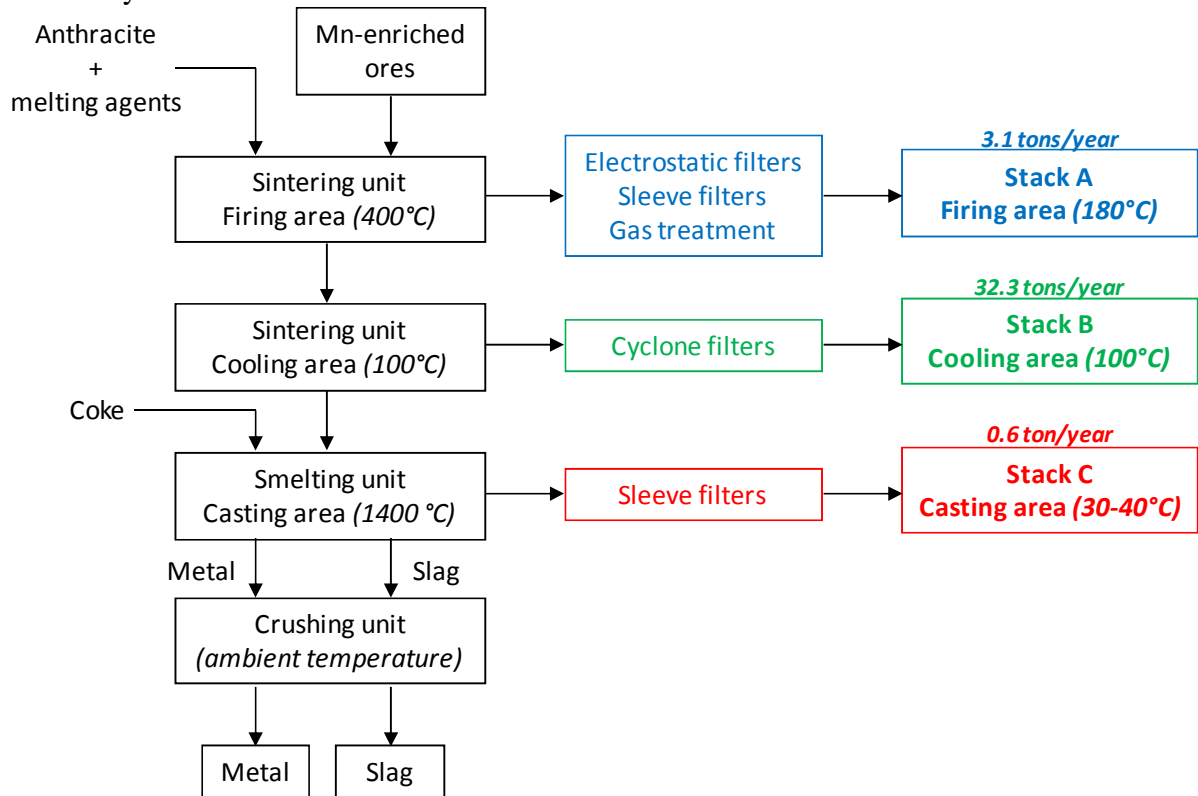 Anthracite
+
melting agents
Mn-enriched
ores
Sintering unit
Firing area (400°C)
Electrostatic filters
Sleeve filters
Gas treatment
3.1 tons/year
Stack A
Firing area (180°C)
Sintering unit
Cooling area (100°C)
Cyclone filters
32.3 tons/year
Stack B
Cooling area (100°C)
Coke
Smelting unit
Casting area (1400 °C)
Sleeve filters
0.6 ton/year
Stack C
Casting area (30-40°C)
Metal
Slag
Crushing unit
(ambient temperature)
Metal
Slag